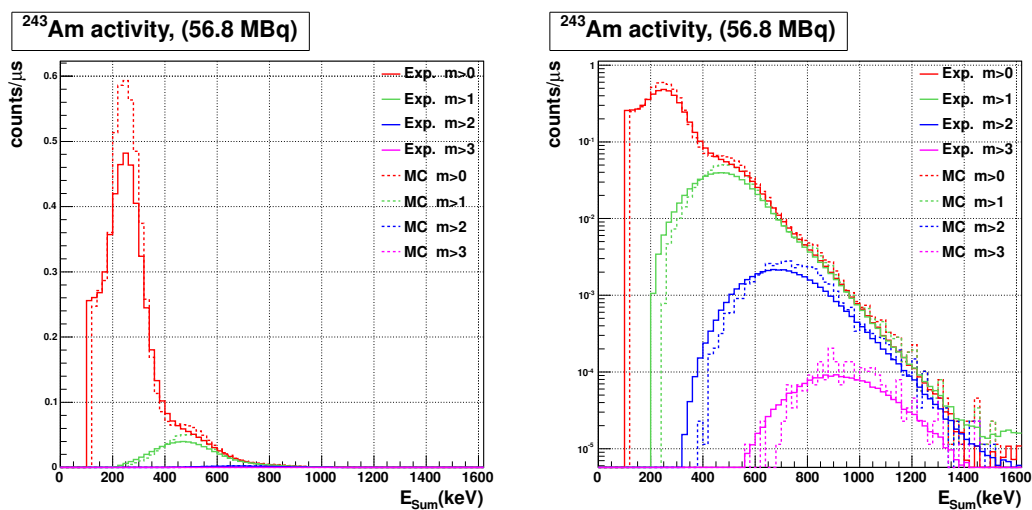 ²⁴³Am activity, (56.8 MBq)
counts/μs
0.6
0.5
0.4
0.3
0.2
0.1
0
0 200 400 600 800 1000 1200 1400 1600
E_Sum(keV)
Exp. m>0
Exp. m>1
Exp. m>2
Exp. m>3
MC m>0
MC m>1
MC m>2
MC m>3
²⁴³Am activity, (56.8 MBq)
counts/μs
1
10⁻¹
10⁻²
10⁻³
10⁻⁴
10⁻⁵
0 200 400 600 800 1000 1200 1400 1600
E_Sum(keV)
Exp. m>0
Exp. m>1
Exp. m>2
Exp. m>3
MC m>0
MC m>1
MC m>2
MC m>3